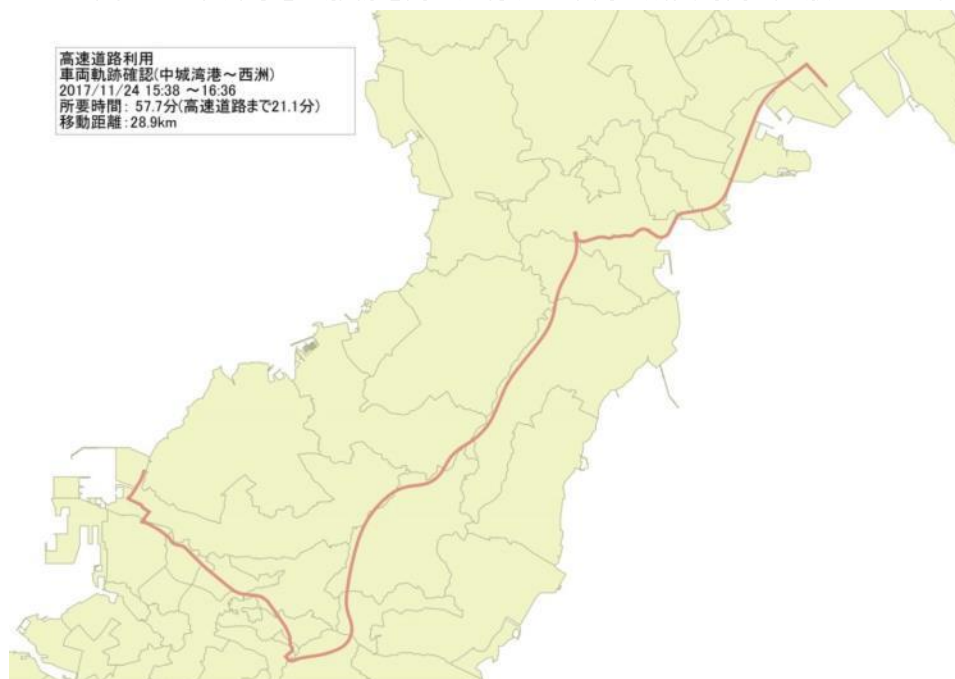 高速道路利用
車両軌跡確認(中城湾港～西洲)
2017/11/24 15:38 ～16:36
所要時間: 57.7分(高速道路まで21.1分)
移動距離:28.9km